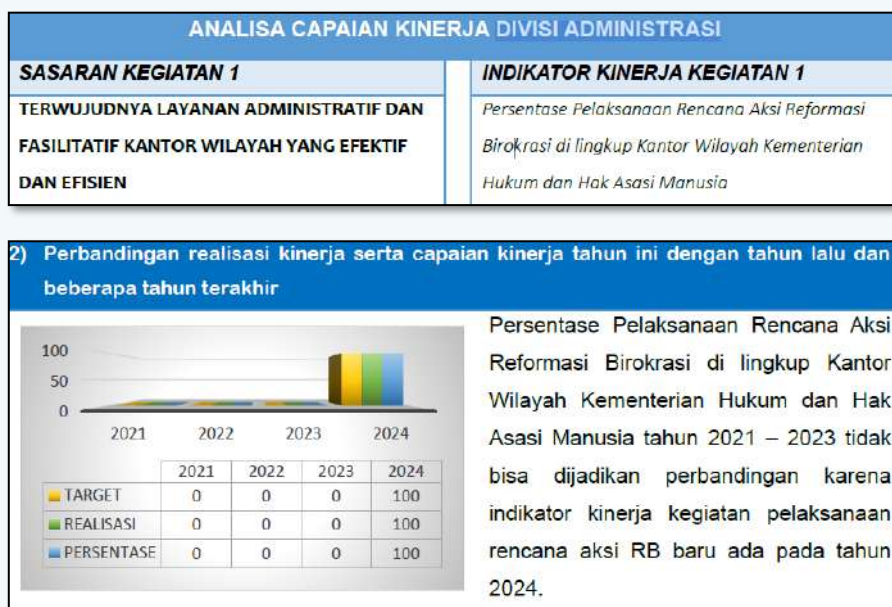 ANALISA CAPAIAN KINERJA DIVISI ADMINISTRASI
SASARAN KEGIATAN 1
TERWUJUDNYA LAYANAN ADMINISTRATIF DAN
FASILITATIF KANTOR WILAYAH YANG EFEKTIF
DAN EFISIEN
INDIKATOR KINERJA KEGIATAN 1
Persentase Pelaksanaan Rencana Aksi Reformasi
Birokrasi di lingkup Kantor Wilayah Kementerian
Hukum dan Hak Asasi Manusia
2) Perbandingan realisasi kinerja serta capaian kinerja tahun ini dengan tahun lalu dan
beberapa tahun terakhir
100
50
0
2021 2022 2023 2024
2021 2022 2023 2024
TARGET 0 0 0 100
REALISASI 0 0 0 100
PERSENTASE 0 0 0 100
Persentase Pelaksanaan Rencana Aksi
Reformasi Birokrasi di lingkup Kantor
Wilayah Kementerian Hukum dan Hak
Asasi Manusia tahun 2021 – 2023 tidak
bisa dijadikan perbandingan karena
indikator kinerja kegiatan pelaksanaan
rencana aksi RB baru ada pada tahun
2024.